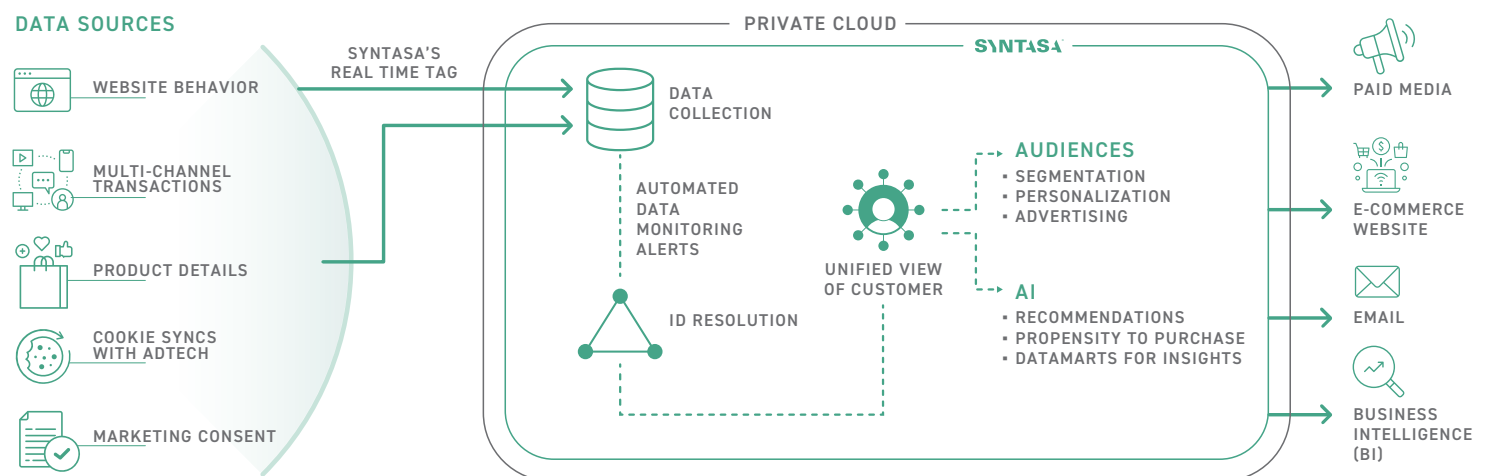 DATA SOURCES
WEBSITE BEHAVIOR
MULTI-CHANNEL
TRANSACTIONS
PRODUCT DETAILS
COOKIE SYNCS
WITH ADTECH
MARKETING CONSENT
SYNTASA'S
REAL TIME TAG
PRIVATE CLOUD
SYNTASA
DATA
COLLECTION
AUTOMATED
DATA
MONITORING
ALERTS
ID RESOLUTION
UNIFIED VIEW
OF CUSTOMER
AUDIENCES
▪ SEGMENTATION
▪ PERSONALIZATION
▪ ADVERTISING
AI
▪ RECOMMENDATIONS
▪ PROPENSITY TO PURCHASE
▪ DATAMARTS FOR INSIGHTS
PAID MEDIA
E-COMMERCE
WEBSITE
EMAIL
BUSINESS
INTELLIGENCE
(BI)